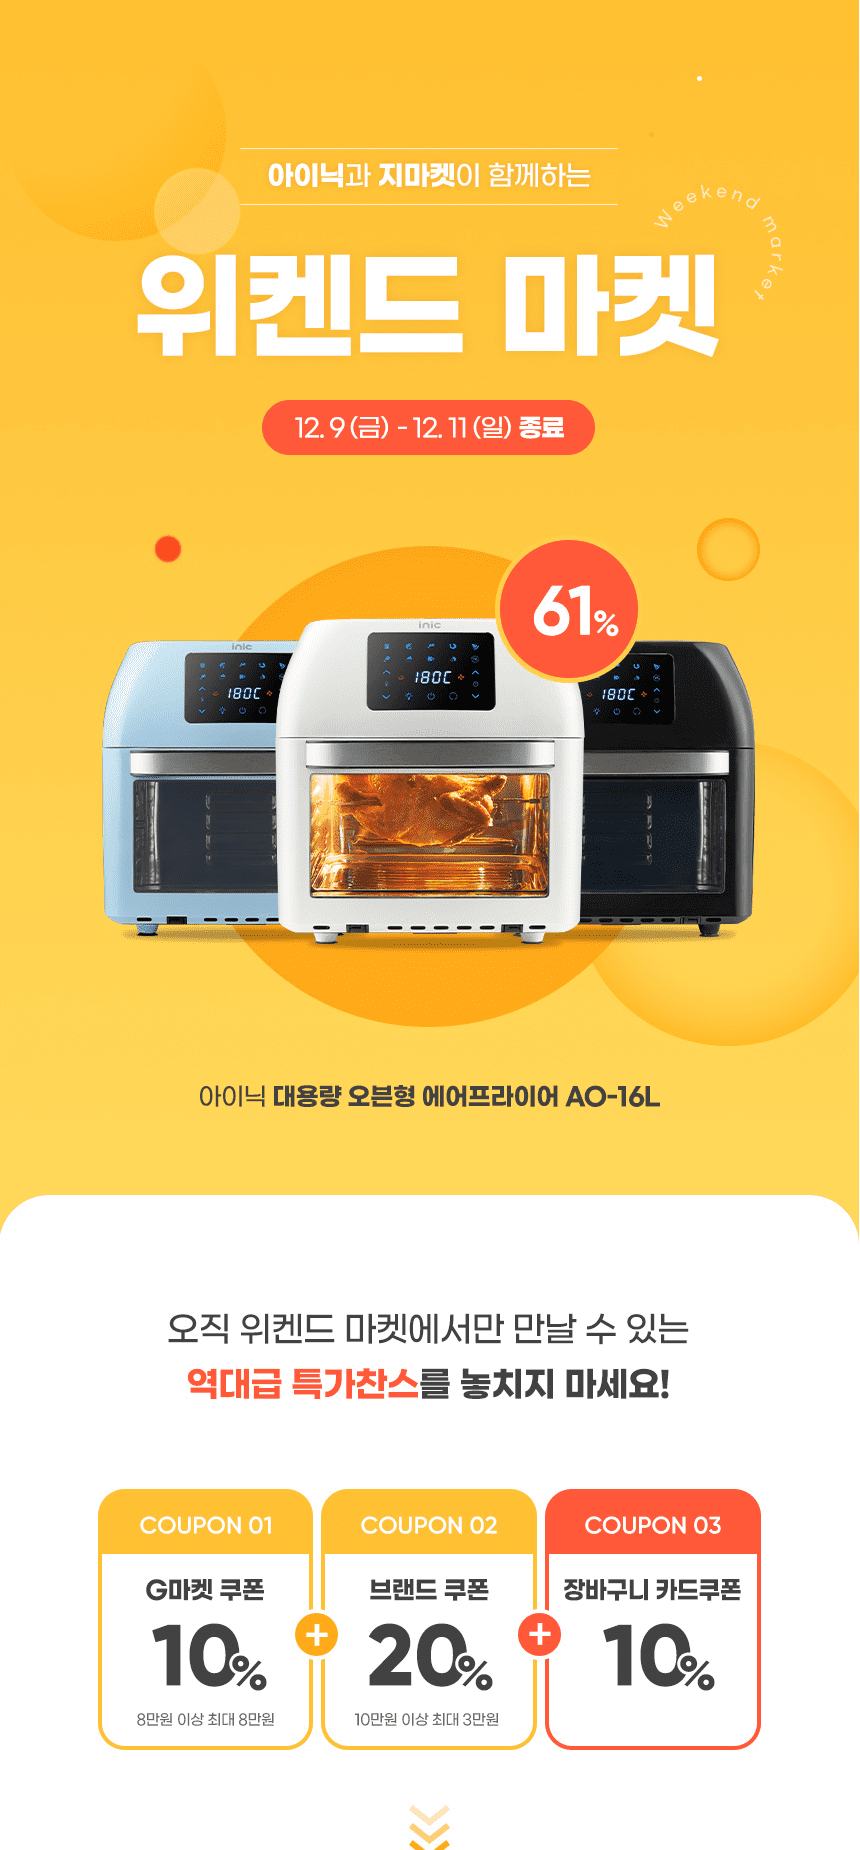 아이닉과 지마켓이 함께하는
Weekend market
위켄드 마켓
12. 9 (금) - 12. 11 (일) 종료
61%
inic
180C
inic
180C
180C
아이닉 대용량 오븐형 에어프라이어 AO-16L
오직 위켄드 마켓에서만 만날 수 있는
역대급 특가찬스를 놓치지 마세요!
COUPON 01
G마켓 쿠폰
10%
8만원 이상 최대 8만원
+
COUPON 02
브랜드 쿠폰
20%
10만원 이상 최대 3만원
+
COUPON 03
장바구니 카드쿠폰
10%